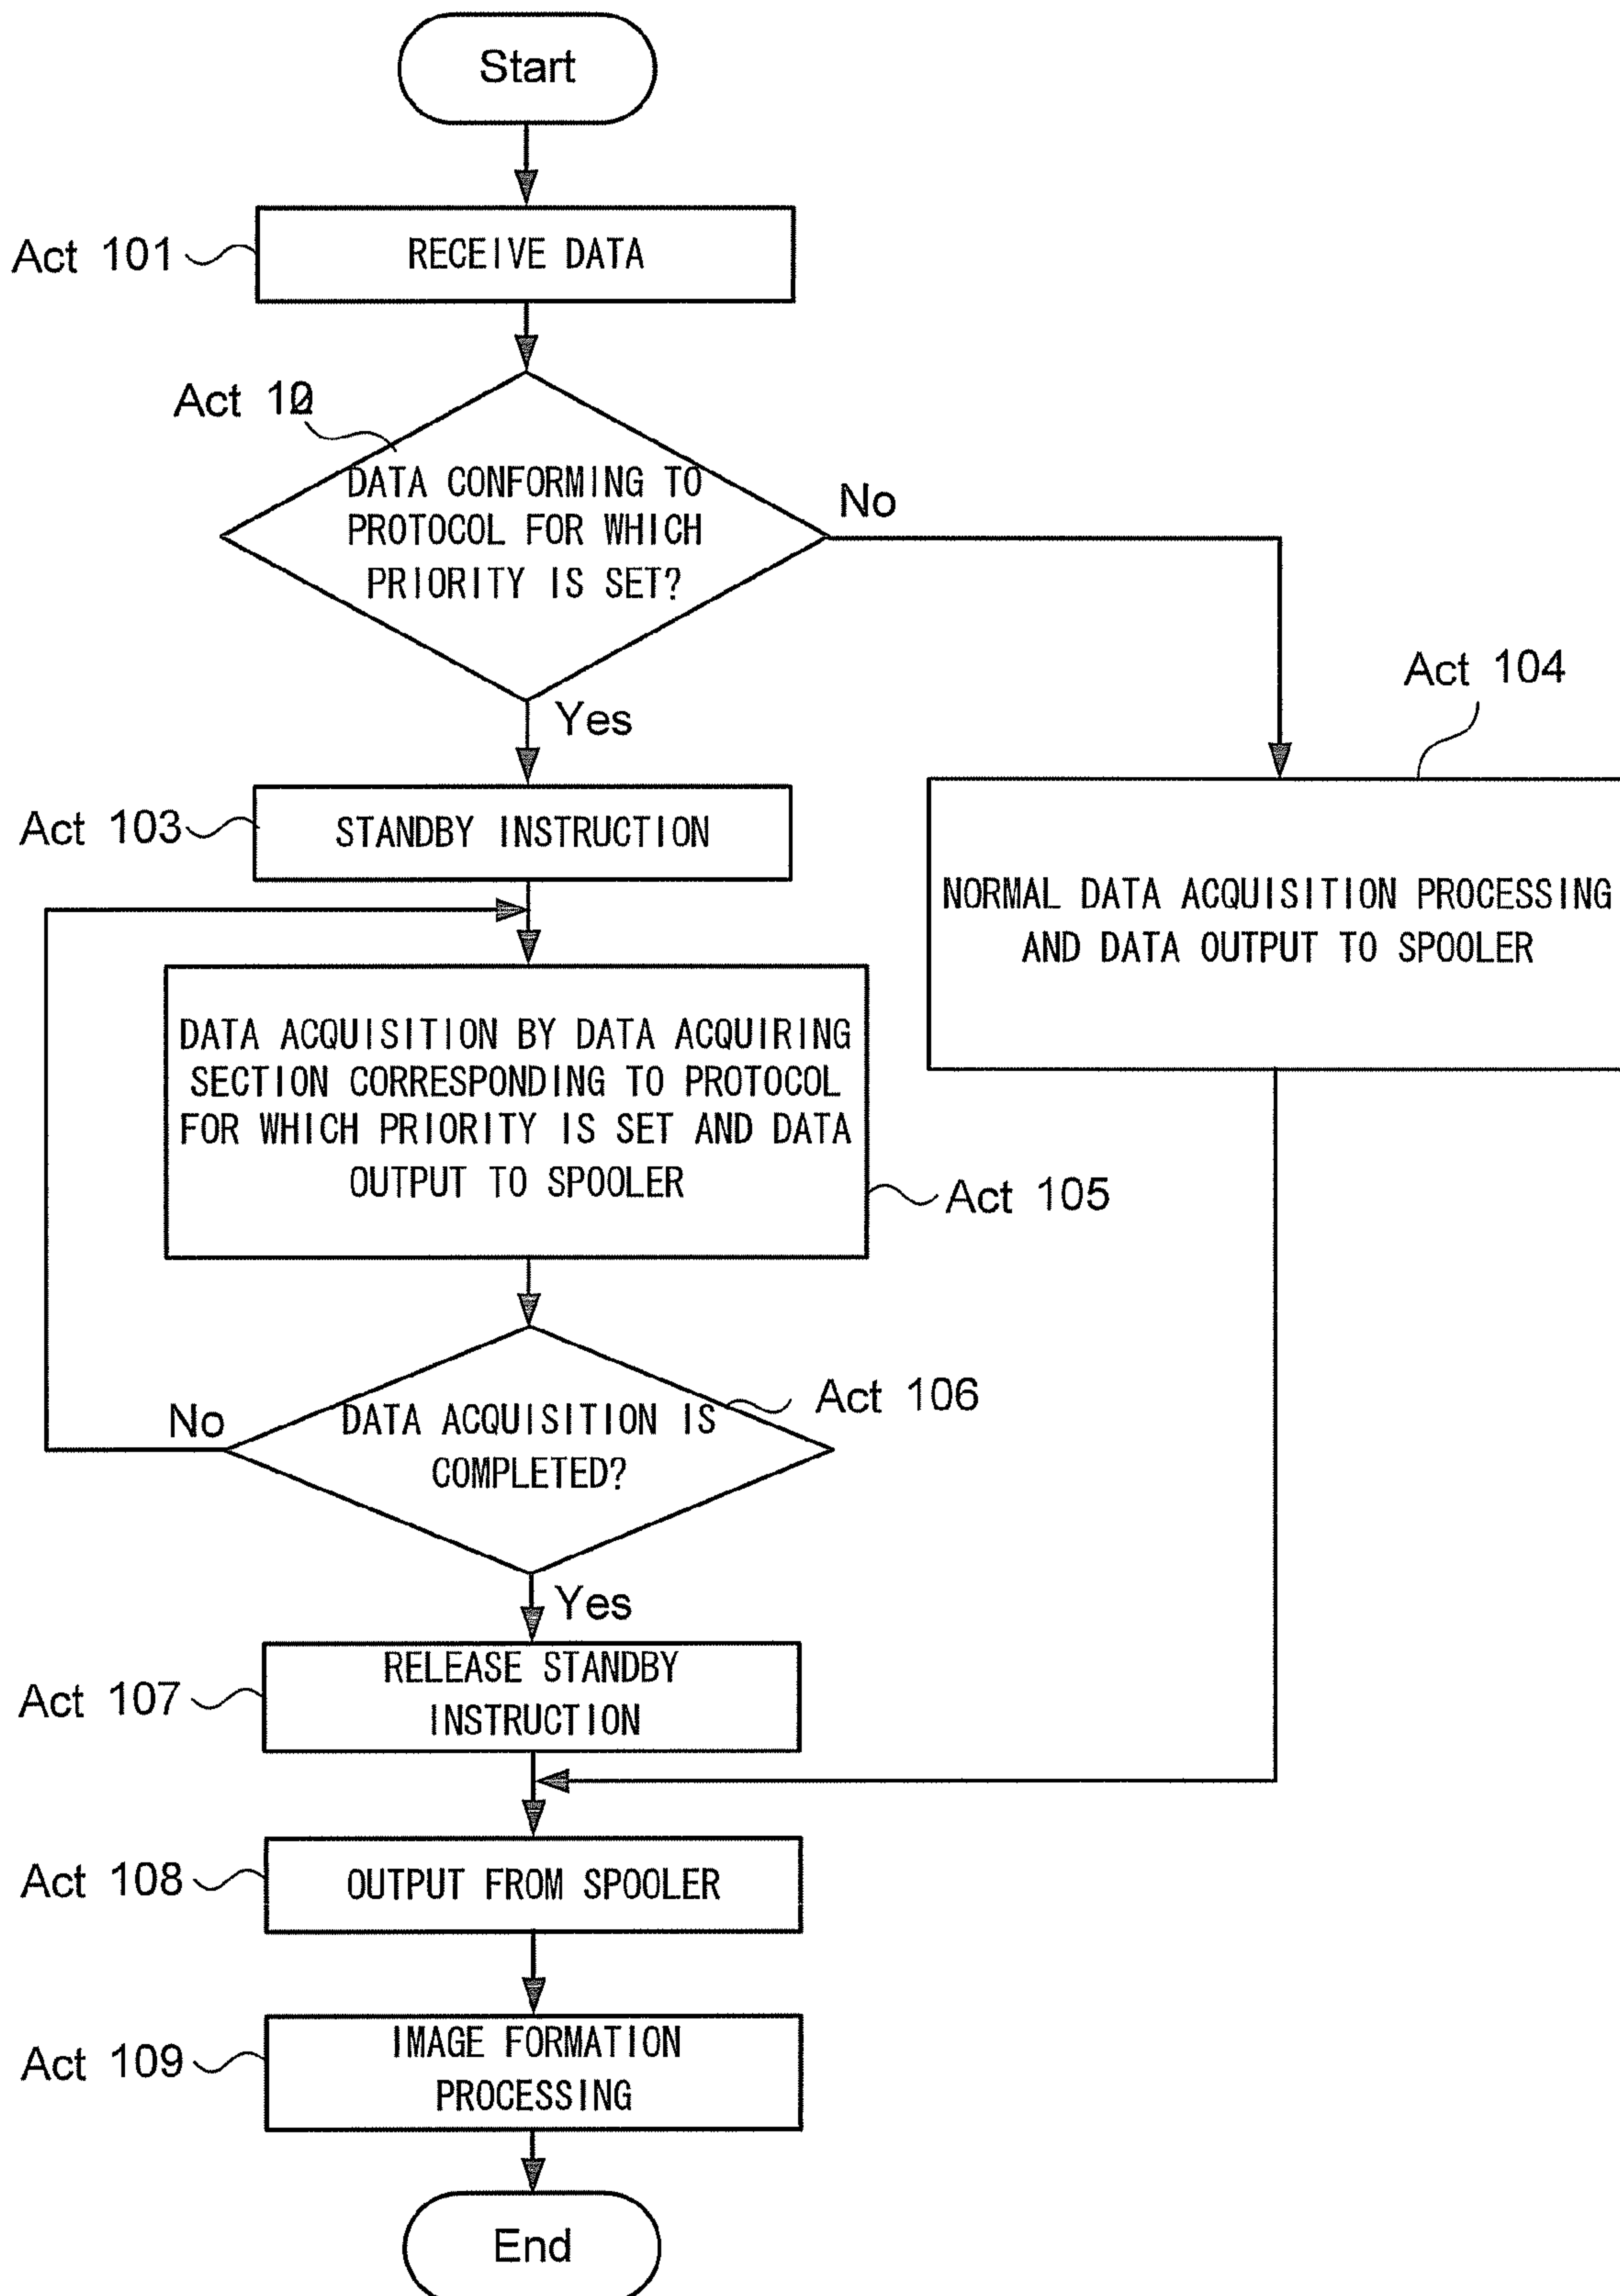 Start
Act 101
RECEIVE DATA
Act
DATA CONFORMING TO
PROTOCOL FOR WHICH
PRIORITY IS SET?
No
Yes
Act 104
Act 103
STANDBY INSTRUCTION
NORMAL DATA ACQUISITION PROCESSING
AND DATA OUTPUT TO SPOOLER
DATA ACQUISITION BY DATA ACQUIRING
SECTION CORRESPONDING TO PROTOCOL
FOR WHICH PRIORITY IS SET AND DATA
OUTPUT TO SPOOLER
Act 105
Act 106
No
DATA ACQUISITION IS
COMPLETED?
Yes
Act 107
RELEASE STANDBY
INSTRUCTION
Act 108
OUTPUT FROM SPOOLER
Act 109
IMAGE FORMATION
PROCESSING
End